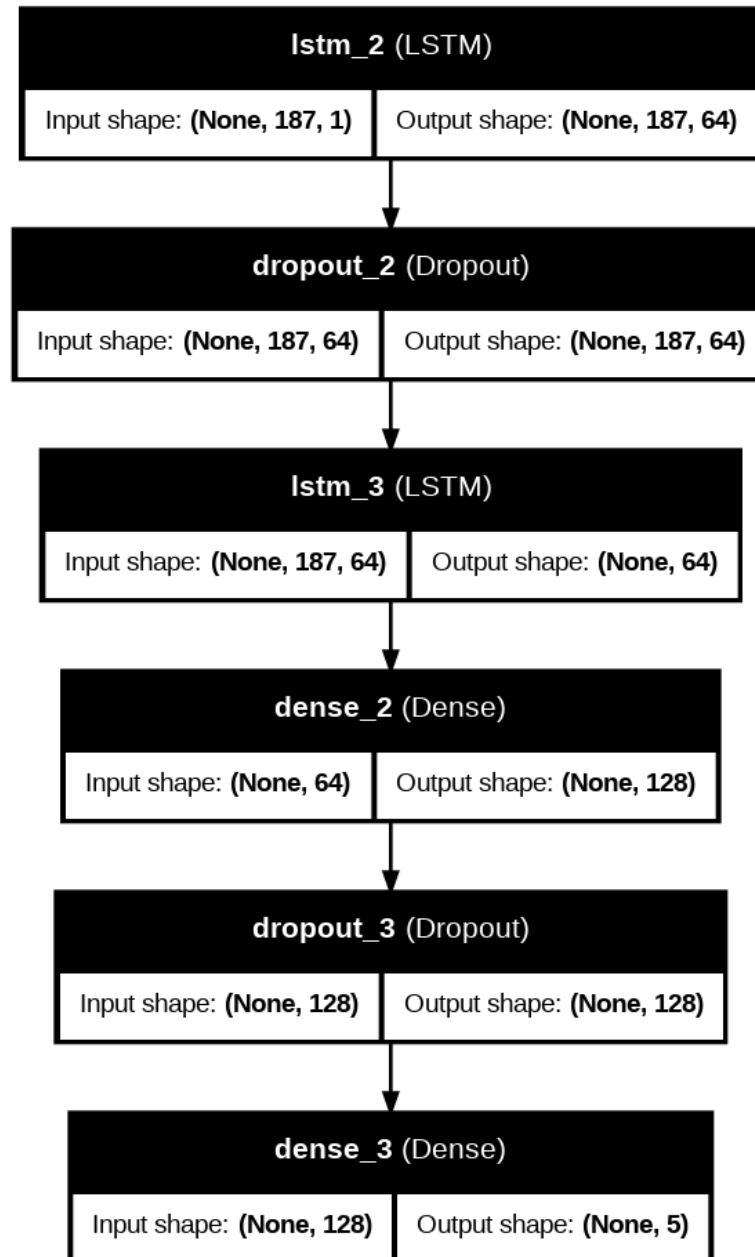 lstm_2 (LSTM)
Input shape: (None, 187, 1) Output shape: (None, 187, 64)
dropout_2 (Dropout)
Input shape: (None, 187, 64) Output shape: (None, 187, 64)
lstm_3 (LSTM)
Input shape: (None, 187, 64) Output shape: (None, 64)
dense_2 (Dense)
Input shape: (None, 64) Output shape: (None, 128)
dropout_3 (Dropout)
Input shape: (None, 128) Output shape: (None, 128)
dense_3 (Dense)
Input shape: (None, 128) Output shape: (None, 5)